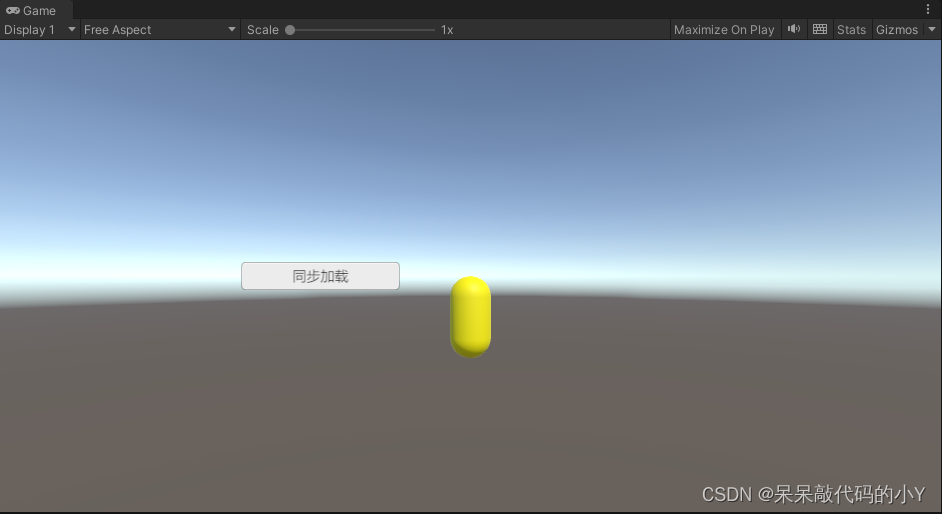 Game
Display 1 Free Aspect Scale 1x Maximize On Play Stats Gizmos
同步加载
CSDN @呆呆敲代码的小Y